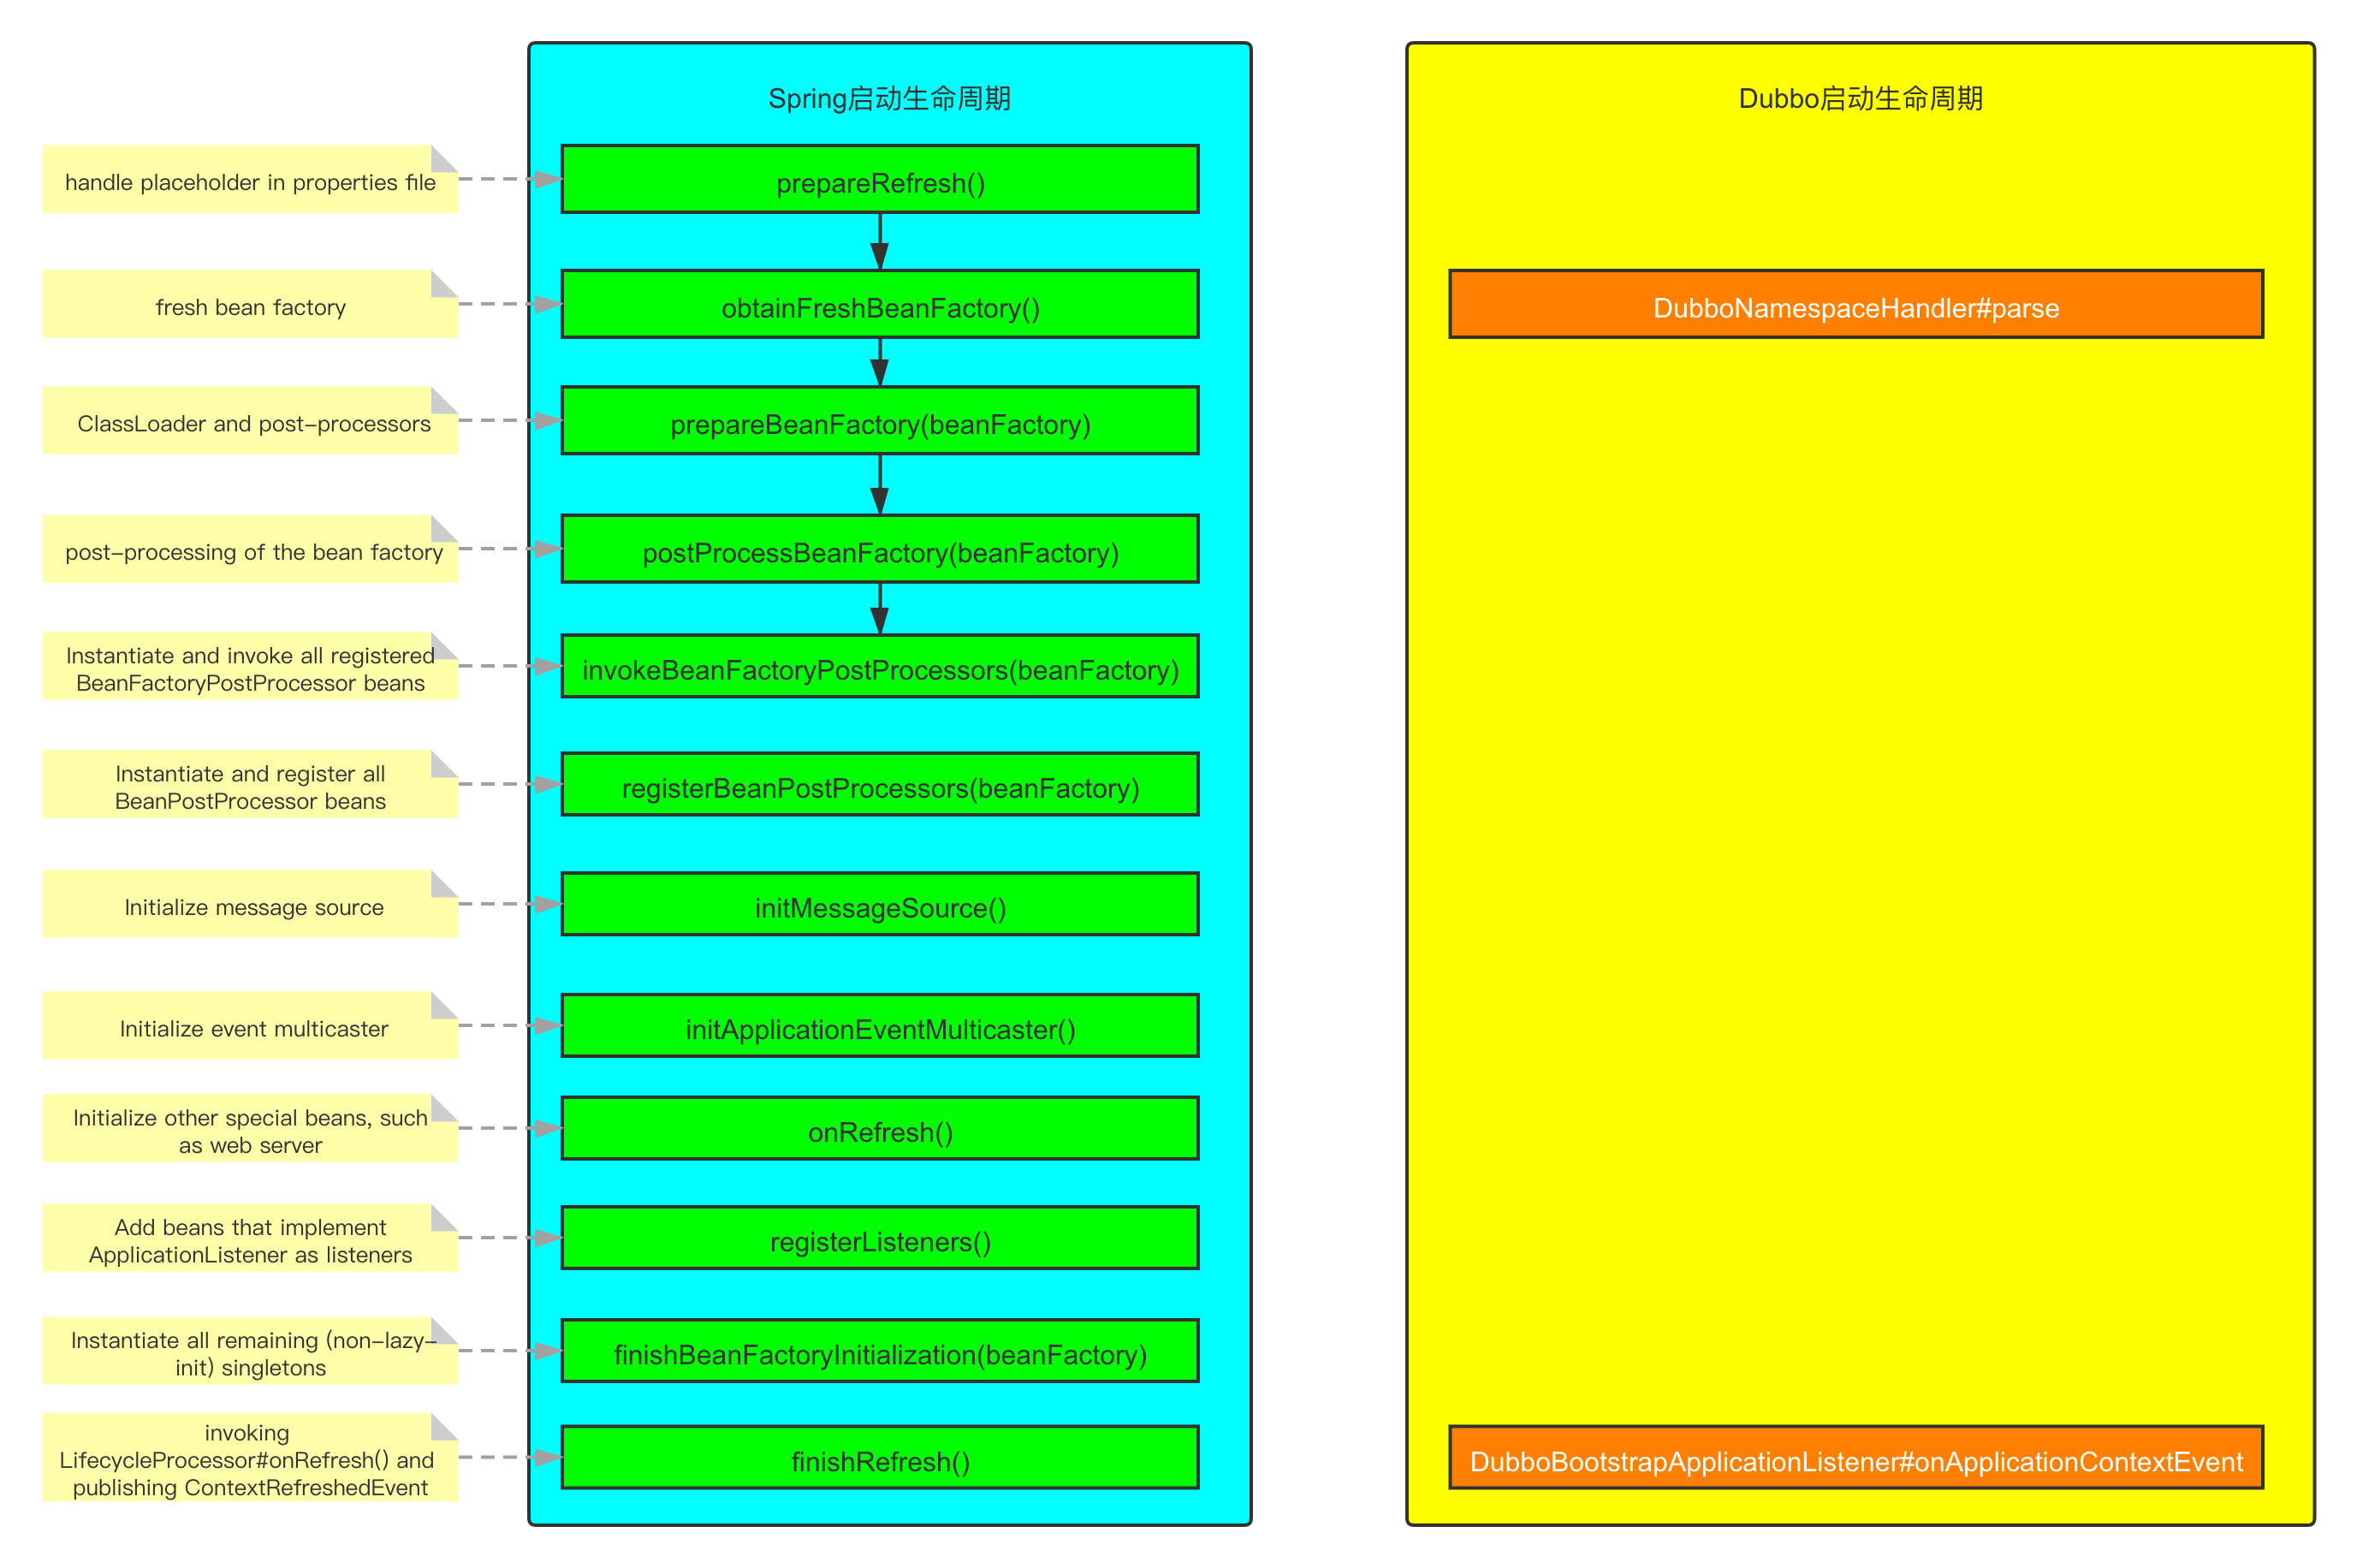 Spring启动生命周期
Dubbo启动生命周期
handle placeholder in properties file
prepareRefresh()
fresh bean factory
obtainFreshBeanFactory()
DubboNamespaceHandler#parse
ClassLoader and post-processors
prepareBeanFactory(beanFactory)
post-processing of the bean factory
postProcessBeanFactory(beanFactory)
Instantiate and invoke all registered
BeanFactoryPostProcessor beans
invokeBeanFactoryPostProcessors(beanFactory)
Instantiate and register all
BeanPostProcessor beans
registerBeanPostProcessors(beanFactory)
Initialize message source
initMessageSource()
Initialize event multicaster
initApplicationEventMulticaster()
Initialize other special beans, such
as web server
onRefresh()
Add beans that implement
ApplicationListener as listeners
registerListeners()
Instantiate all remaining (non-lazy-
init) singletons
finishBeanFactoryInitialization(beanFactory)
invoking
LifecycleProcessor#onRefresh() and
publishing ContextRefreshedEvent
finishRefresh()
DubboBootstrapApplicationListener#onApplicationContextEvent